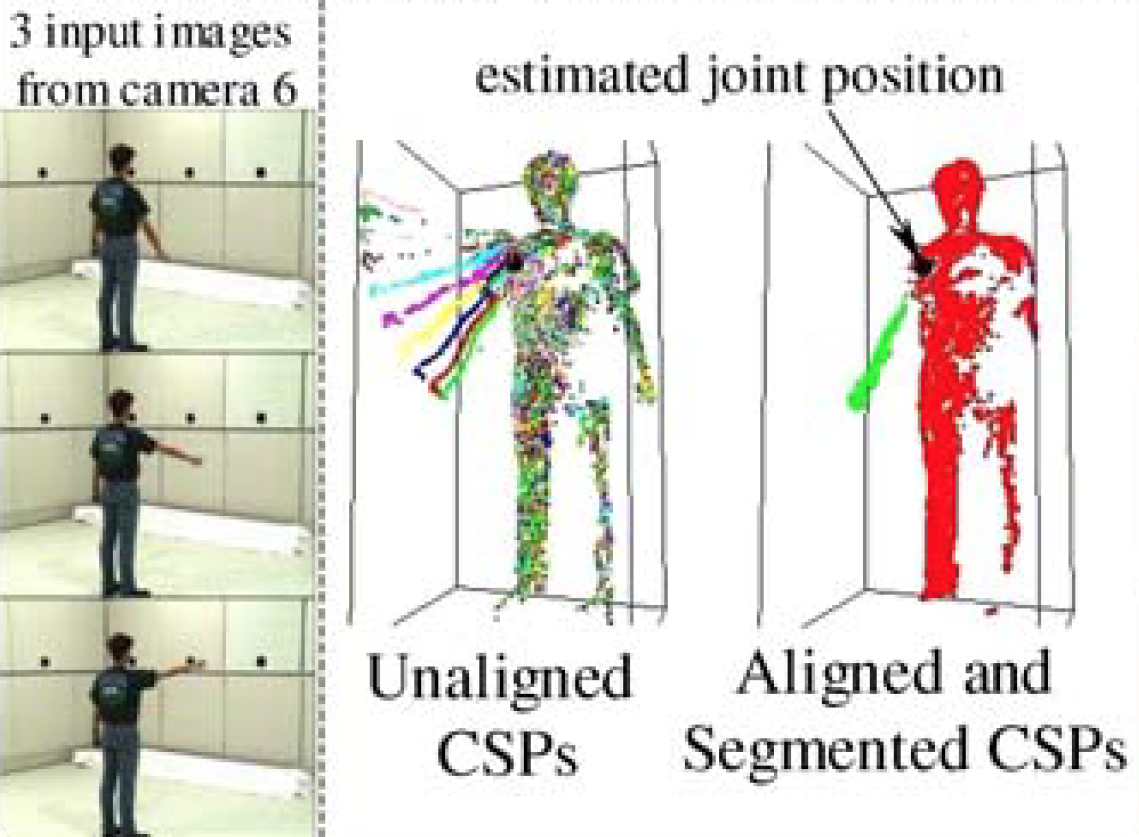 3 input images
from camera 6
estimated joint position
Unaligned
CSPs
Aligned and
Segmented CSPs